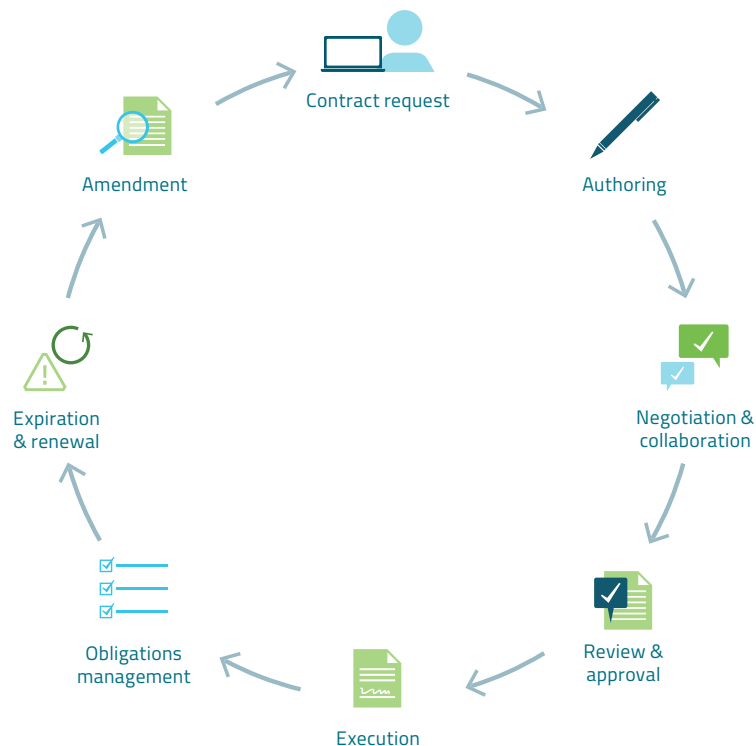 Contract request
Authoring
Negotiation &
collaboration
Review &
approval
Execution
Obligations
management
Expiration
& renewal
Amendment